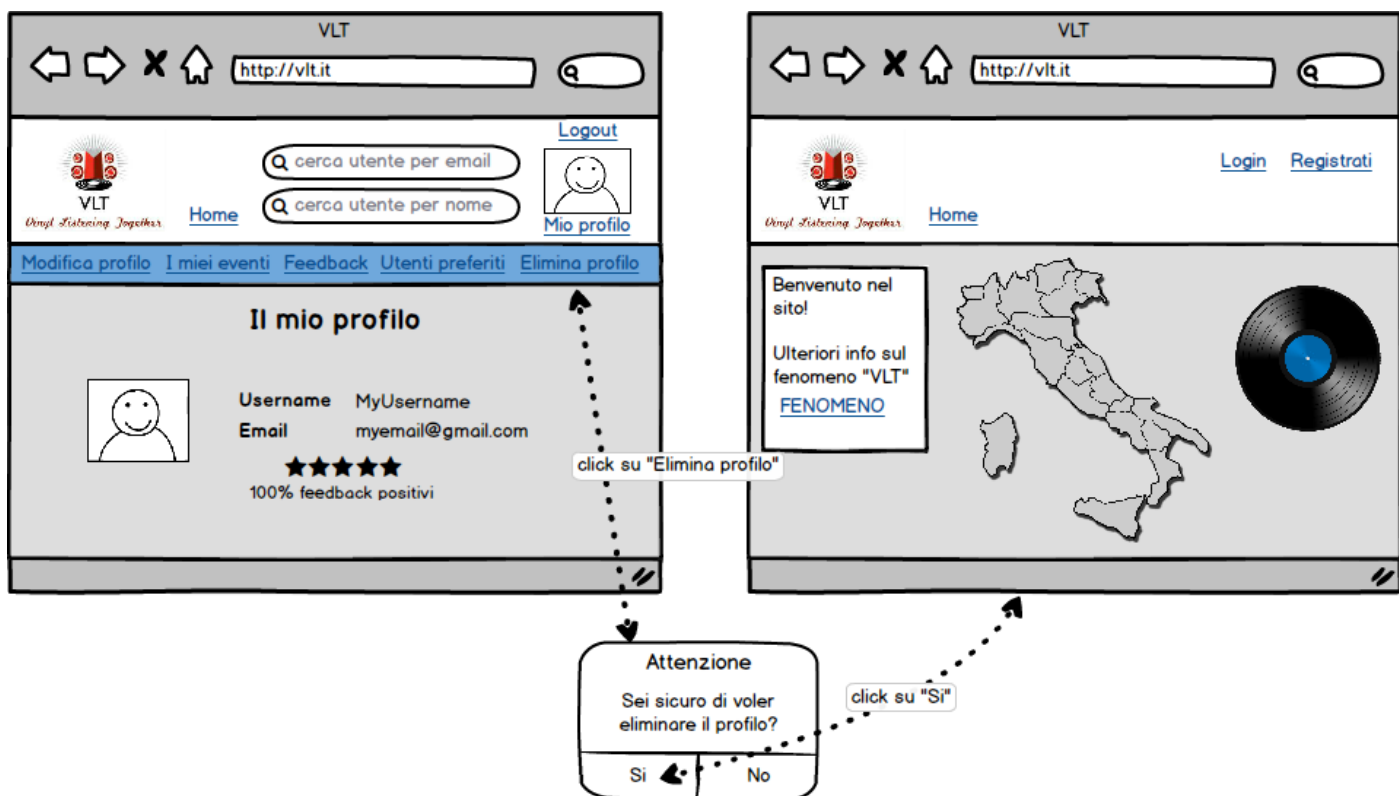 VLT
http://vlt.it
Logout
cerca utente per email
cerca utente per nome
VLT
Vinyl Listening Together
Home
Mio profilo
Modifica profilo I miei eventi Feedback Utenti preferiti Elimina profilo
Il mio profilo
Username MyUsername
Email myemail@gmail.com
100% feedback positivi
click su "Elimina profilo"
VLT
http://vlt.it
Login Registrati
VLT
Vinyl Listening Together
Home
Benvenuto nel
sito!
Ulteriori info sul
fenomeno "VLT"
FENOMENO
Attenzione
Sei sicuro di voler
eliminare il profilo?
Si No
click su "Si"